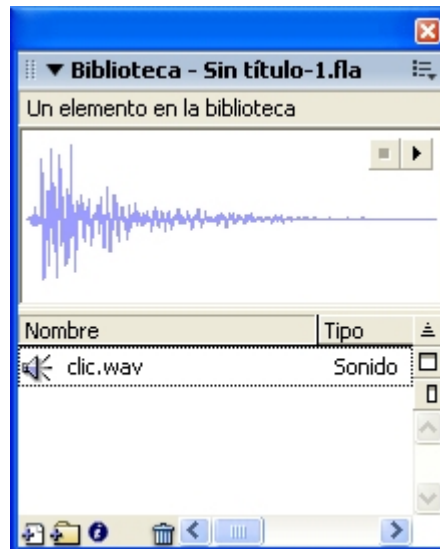 Biblioteca - Sin título-1.fla
Un elemento en la biblioteca
Nombre Tipo
clic.wav Sonido